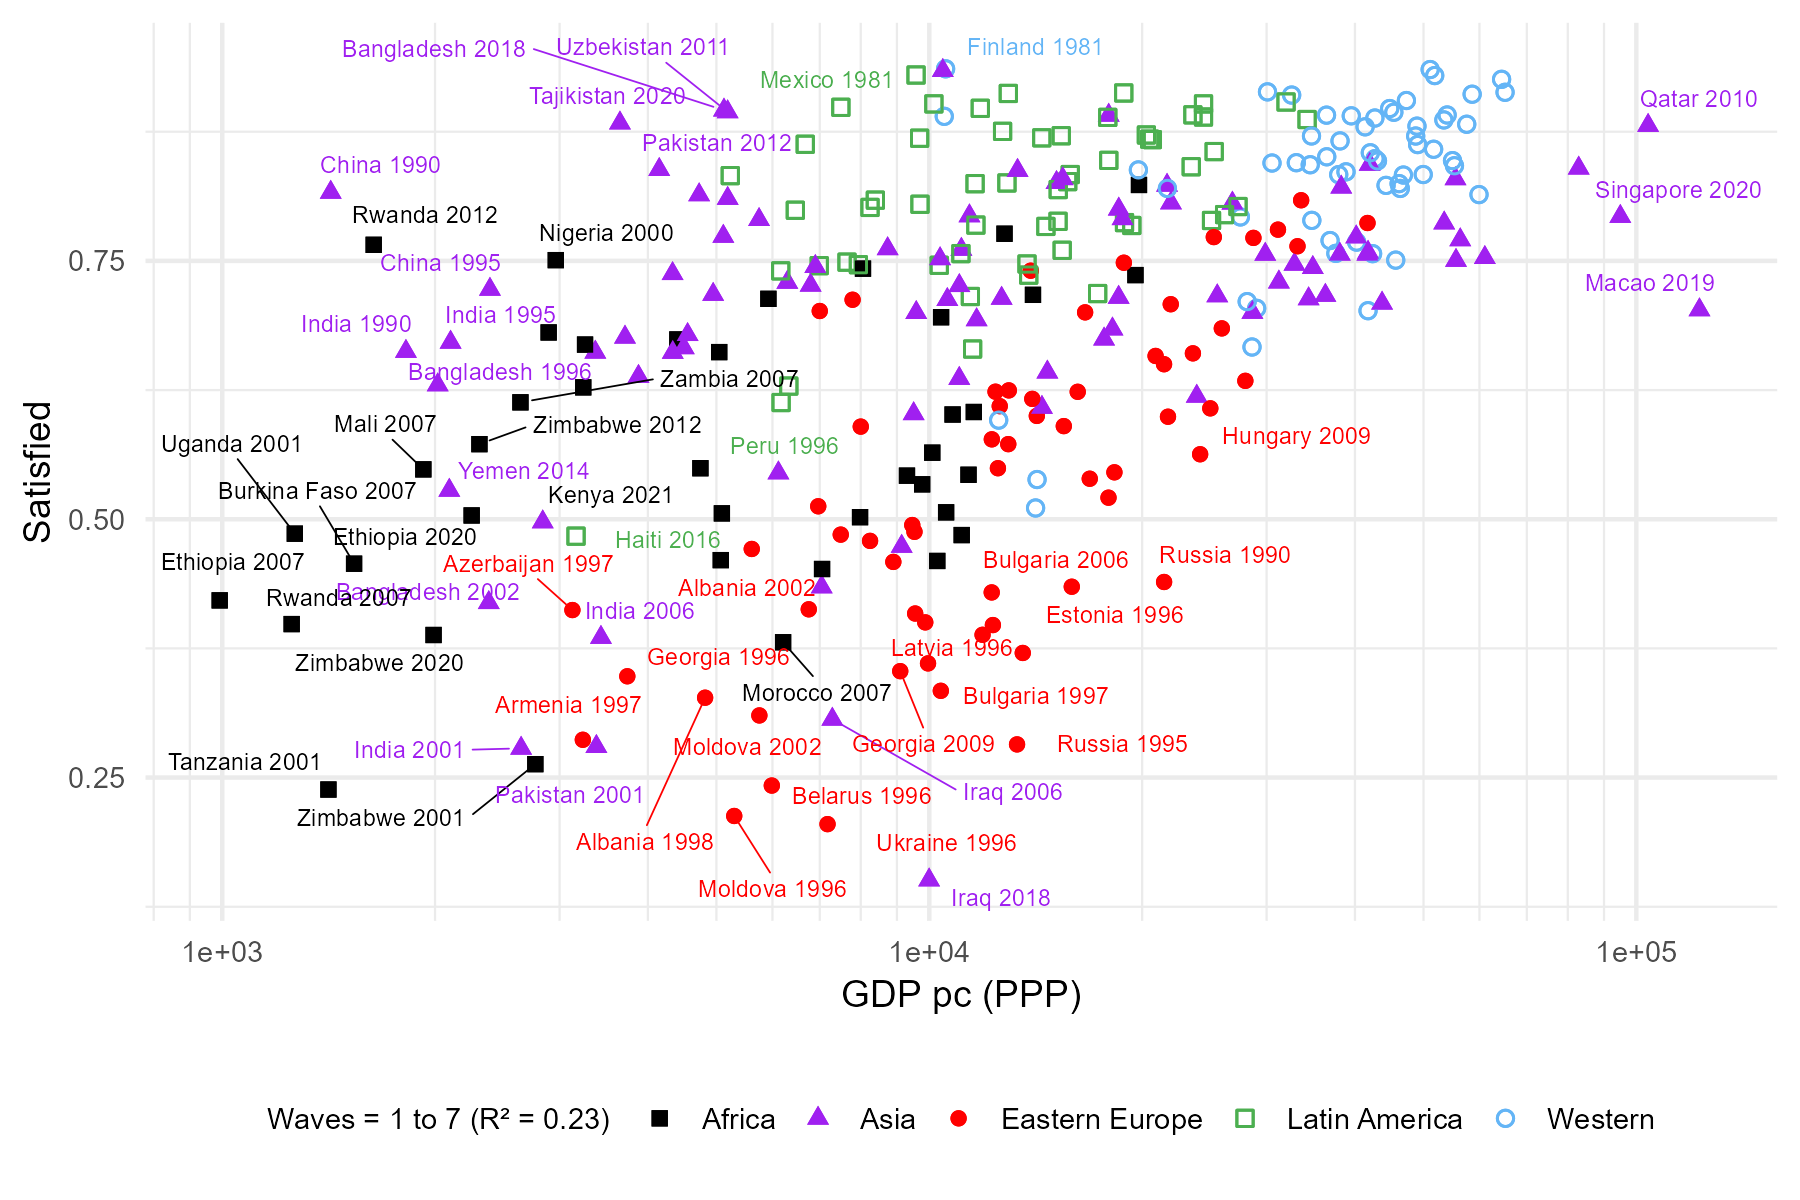 Bangladesh 2018
Uzbekistan 2011
Finland 1981
Mexico 1981
Tajikistan 2020
Qatar 2010
Pakistan 2012
China 1990
Singapore 2020
Rwanda 2012
Nigeria 2000
0.75
China 1995
Macao 2019
India 1990
India 1995
Bangladesh 1996
Zambia 2007
Mali 2007
Zimbabwe 2012
Uganda 2001
Peru 1996
Hungary 2009
Yemen 2014
Burkina Faso 2007
Kenya 2021
Satisfied
0.50
Ethiopia 2020
Haiti 2016
Ethiopia 2007
Azerbaijan 1997
Bulgaria 2006
Russia 1990
Bangladesh 2002
Albania 2002
Rwanda 2007
India 2006
Estonia 1996
Zimbabwe 2020
Georgia 1996
Latvia 1996
Morocco 2007
Bulgaria 1997
Armenia 1997
India 2001
Moldova 2002
Georgia 2009
Russia 1995
Tanzania 2001
0.25
Pakistan 2001
Belarus 1996
Iraq 2006
Zimbabwe 2001
Albania 1998
Ukraine 1996
Moldova 1996
Iraq 2018
1e+03
1e+04
1e+05
GDP pc (PPP)
Waves = 1 to 7 (R² = 0.23)
Africa
Asia
Eastern Europe
Latin America
Western